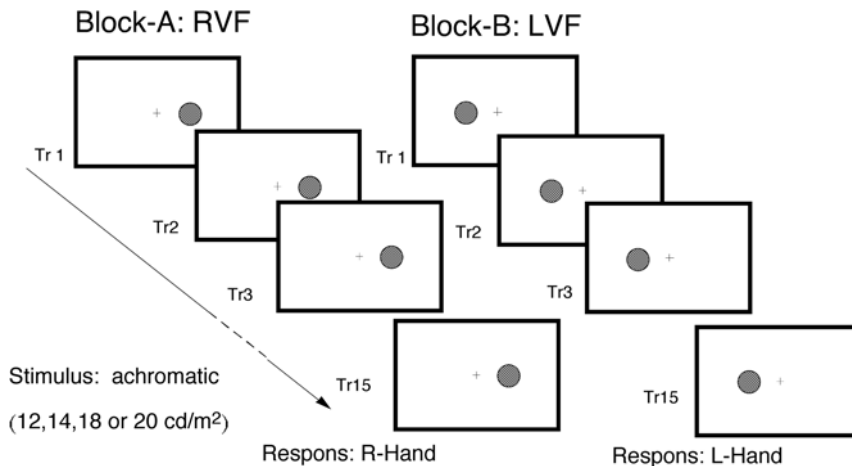 Block-A: RVF
Block-B: LVF
Tr 1
Tr 1
Tr2
Tr2
Tr3
Tr3
Stimulus: achromatic
Tr15
Tr15
(12,14,18 or 20 cd/m²)
Respons: R-Hand
Respons: L-Hand